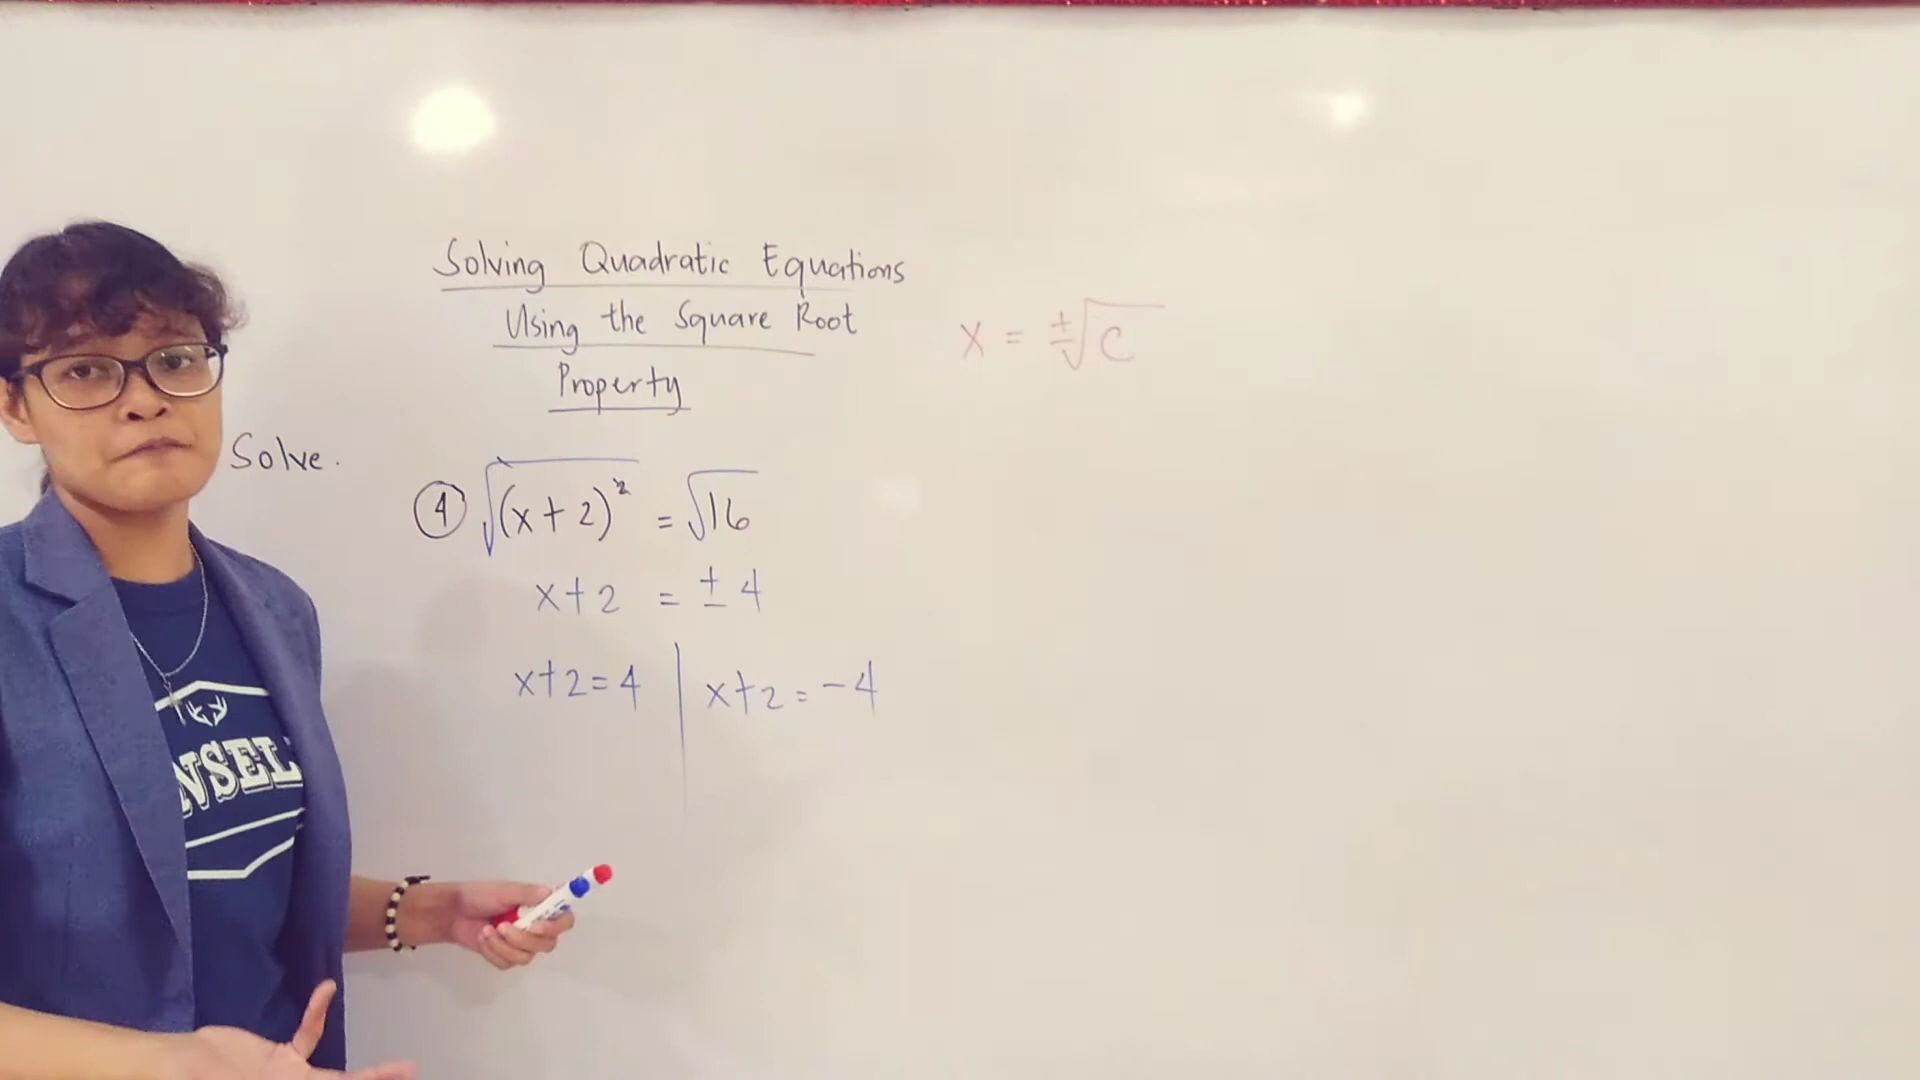 Solving Quadratic Equations
Using the Square Root
Property
x = ±√c
Solve.
④ √(x+2)² = √16
x+2 = ±4
x+2=4 | x+2=-4
NSEL